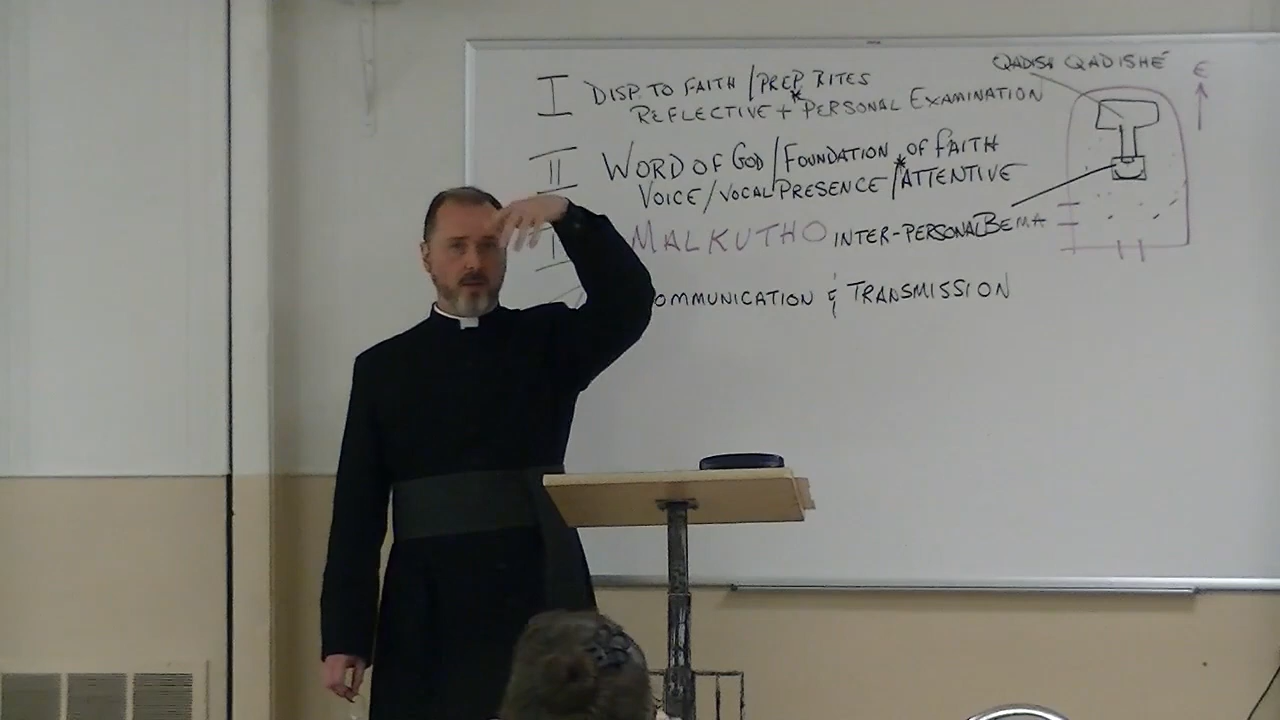 QADISH QADISHÉ
E
I DISP. TO FAITH / PREP RITES
REFLECTIVE + *PERSONAL EXAMINATION
II WORD OF GOD / FOUNDATION OF FAITH
VOICE / VOCAL PRESENCE / *ATTENTIVE
MALKUTHO INTER-PERSONAL BEMA
OMMUNICATION & TRANSMISSION